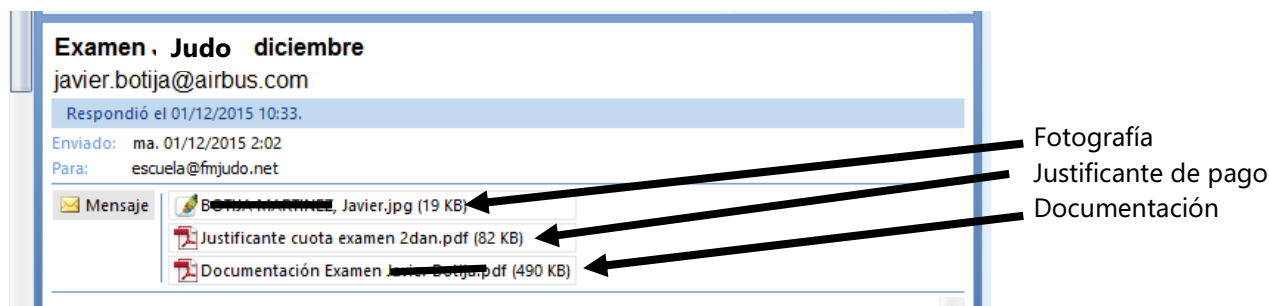 Examen Judo diciembre
javier.botija@airbus.com
Respondió el 01/12/2015 10:33.
Enviado: ma. 01/12/2015 2:02
Para: escuela@fmjudo.net
Mensaje
, Javier.jpg (19 KB)
Justificante cuota examen 2dan.pdf (82 KB)
Documentación Examen .pdf (490 KB)
Fotografía
Justificante de pago
Documentación